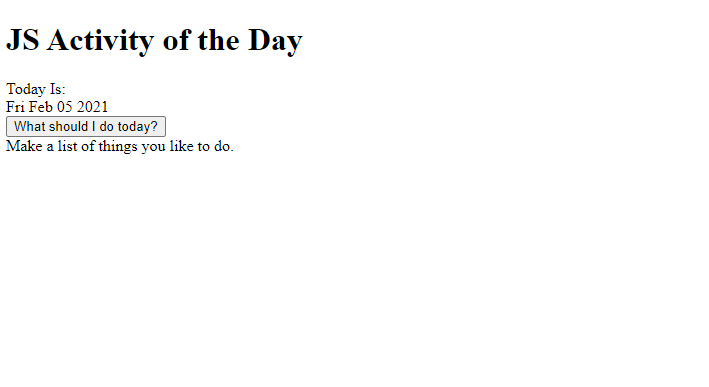 JS Activity of the Day
Today Is:
Fri Feb 05 2021
What should I do today?
Make a list of things you like to do.